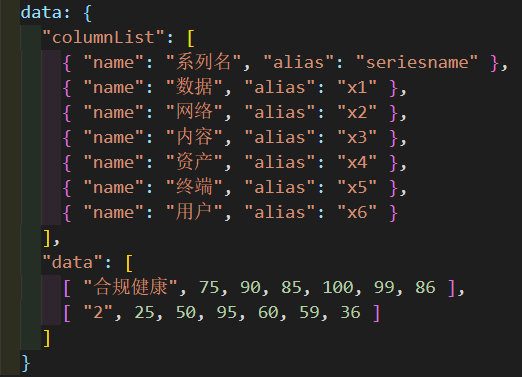 data: {
"columnList": [
{ "name": "系列名", "alias": "seriesname" },
{ "name": "数据", "alias": "x1" },
{ "name": "网络", "alias": "x2" },
{ "name": "内容", "alias": "x3" },
{ "name": "资产", "alias": "x4" },
{ "name": "终端", "alias": "x5" },
{ "name": "用户", "alias": "x6" }
],
"data": [
[ "合规健康", 75, 90, 85, 100, 99, 86 ],
[ "2", 25, 50, 95, 60, 59, 36 ]
]
}